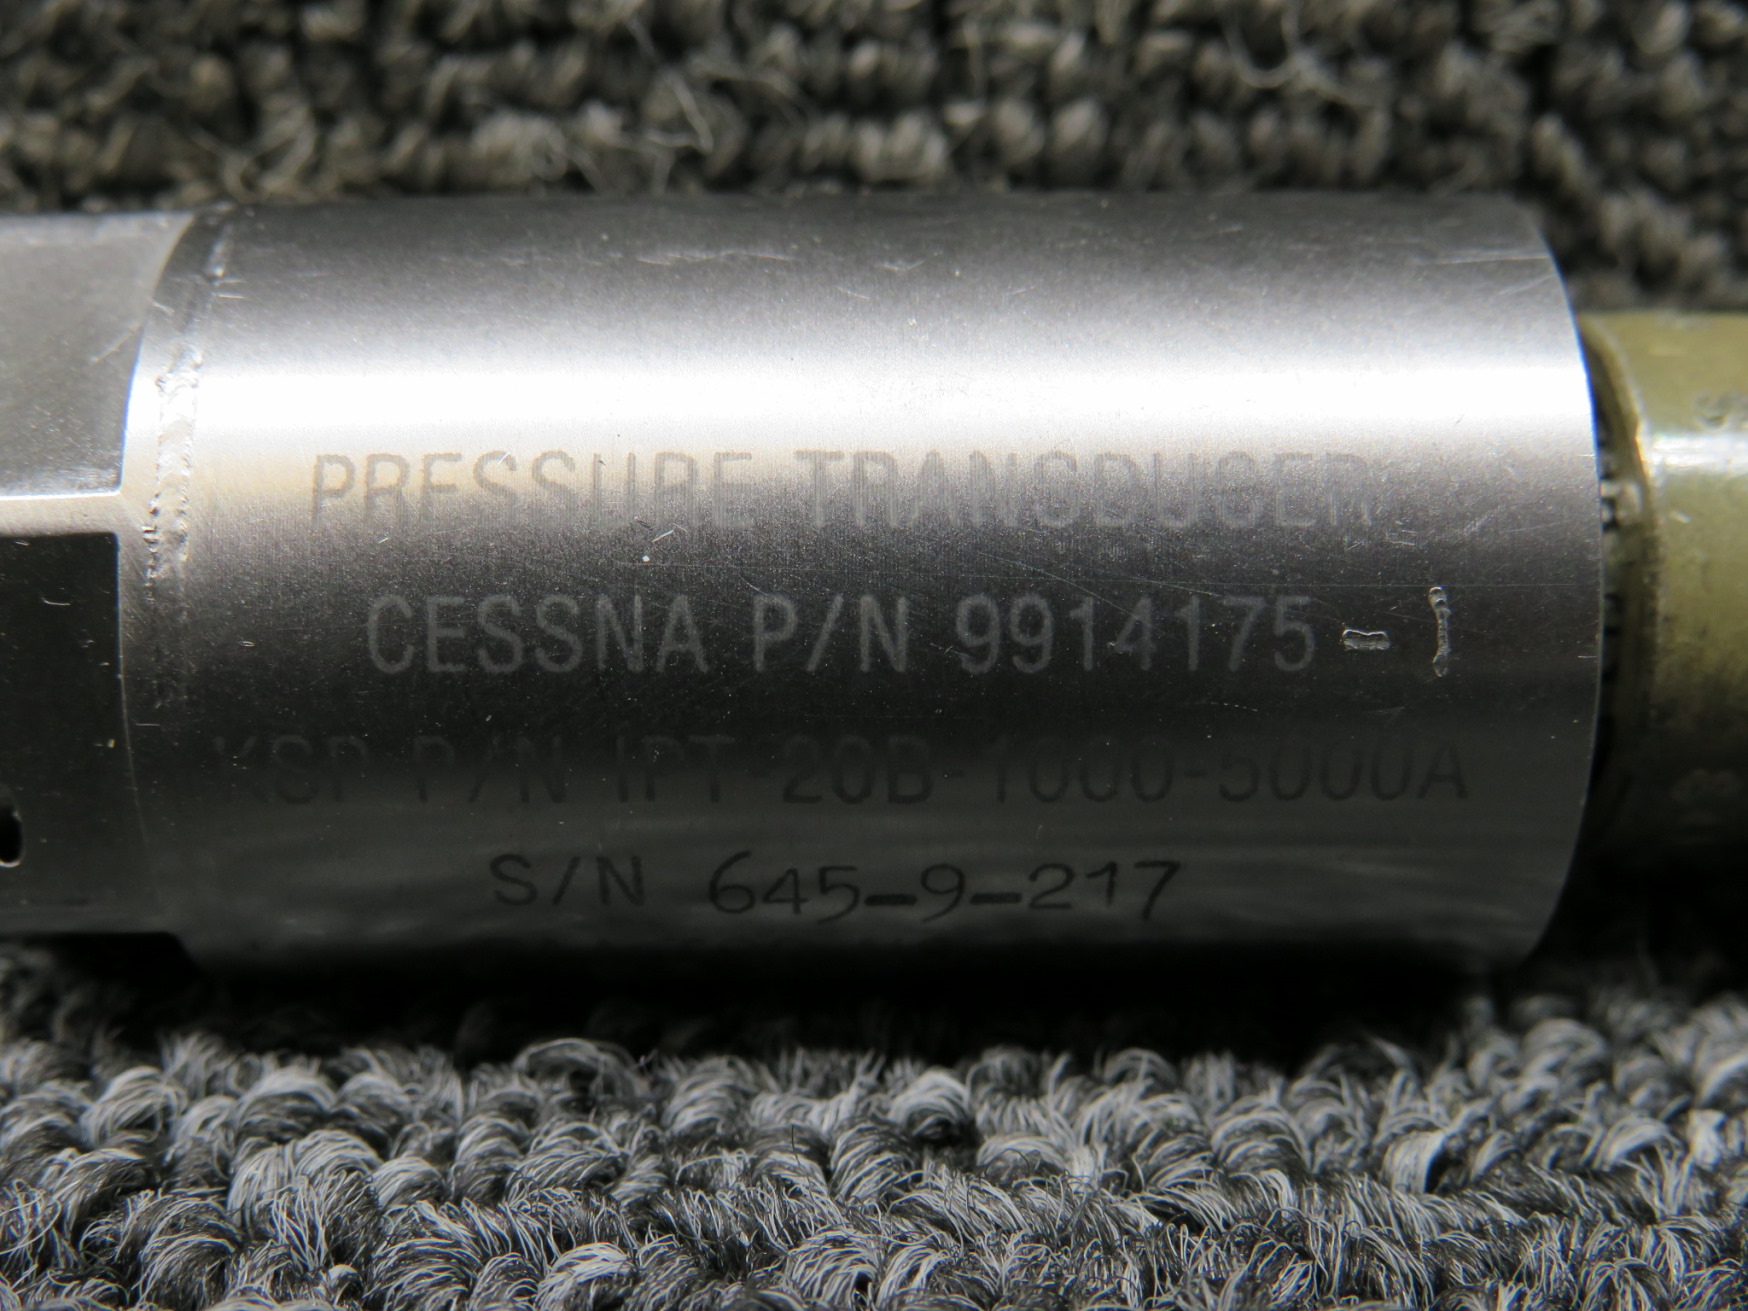 PRESSURE TRANSDUCER
CESSNA P/N 9914175-1
KSP P/N IPT-20B-1000-5000A
S/N 645-9-217